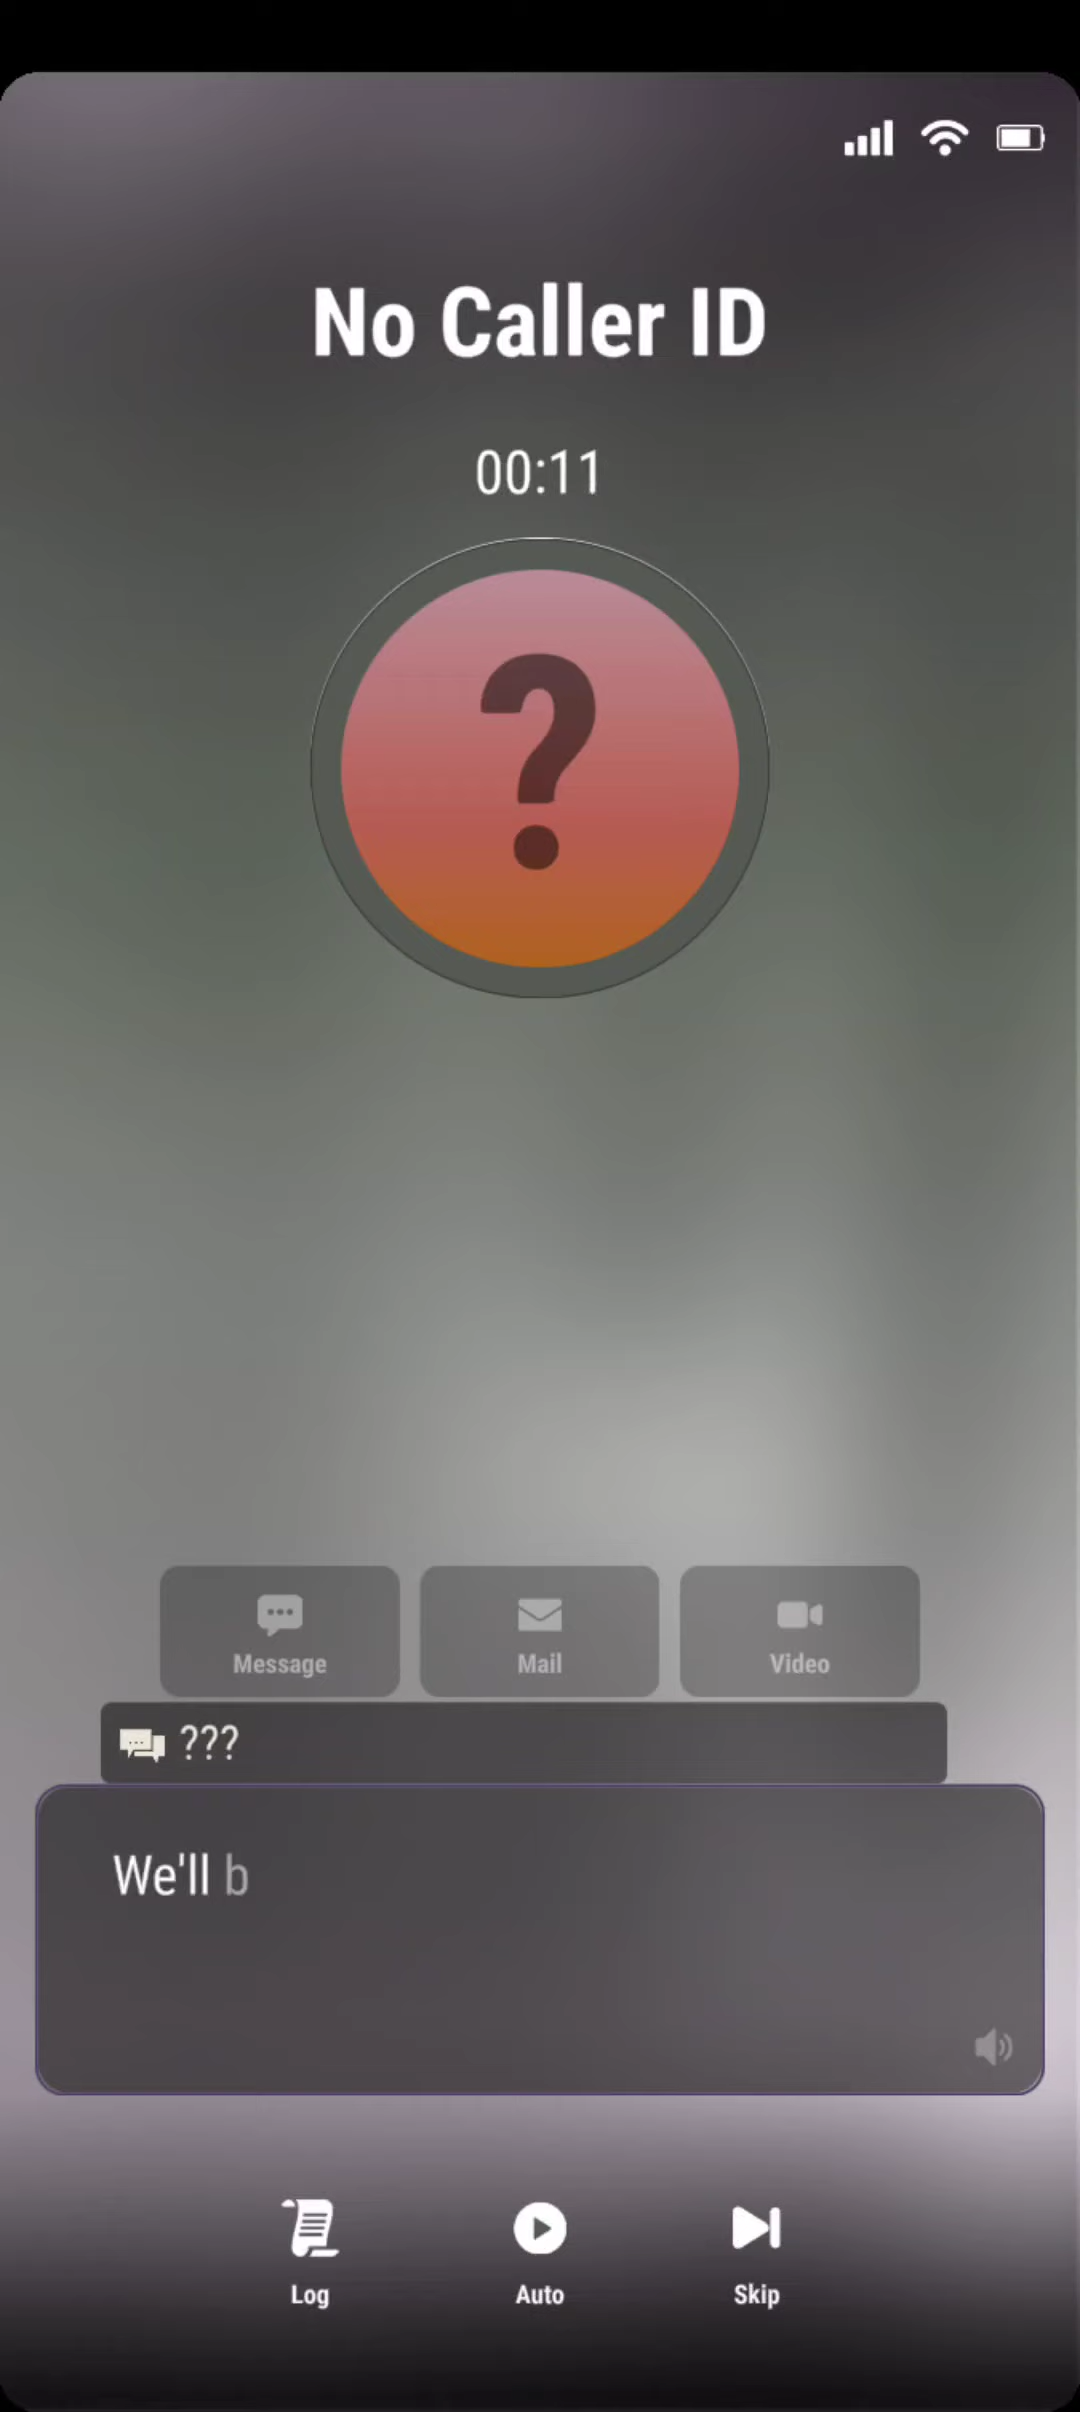 No Caller ID
00:11
?
Message
Mail
Video
???
We'll b
Log
Auto
Skip